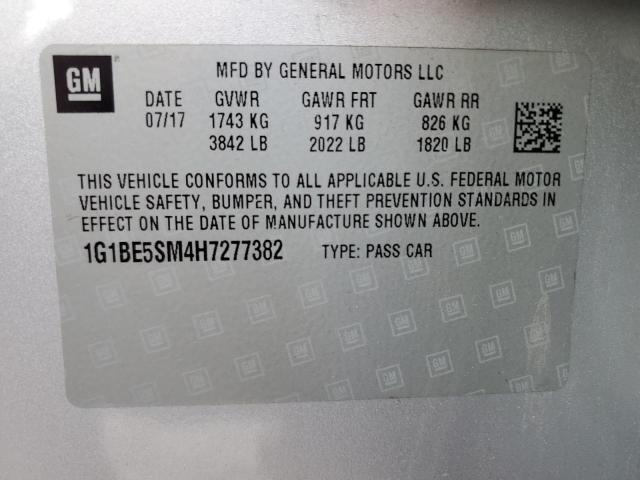 GM
MFD BY GENERAL MOTORS LLC
DATE GVWR GAWR FRT GAWR RR
07/17 1743 KG 917 KG 826 KG
3842 LB 2022 LB 1820 LB
THIS VEHICLE CONFORMS TO ALL APPLICABLE U.S. FEDERAL MOTOR
VEHICLE SAFETY, BUMPER, AND THEFT PREVENTION STANDARDS IN
EFFECT ON THE DATE OF MANUFACTURE SHOWN ABOVE.
1G1BE5SM4H7277382 TYPE: PASS CAR